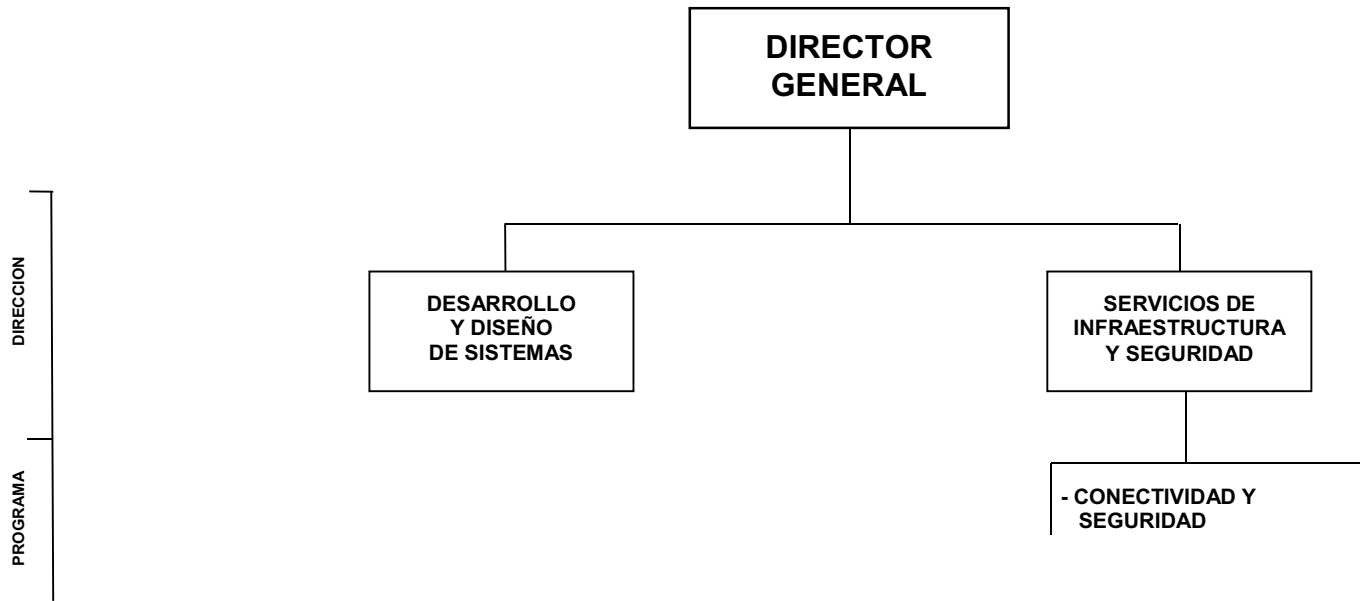 DIRECTOR
GENERAL
DIRECCION
DESARROLLO
Y DISEÑO
DE SISTEMAS
SERVICIOS DE
INFRAESTRUCTURA
Y SEGURIDAD
PROGRAMA
- CONECTIVIDAD Y
SEGURIDAD